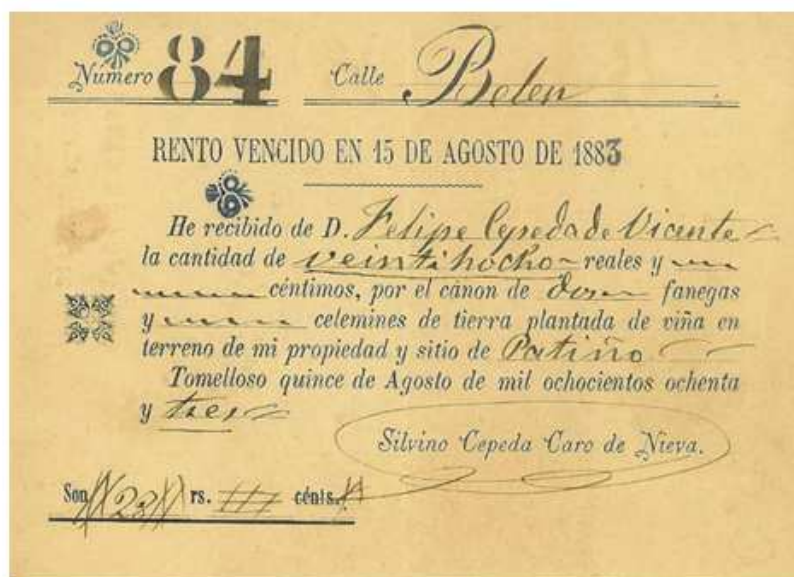 Número 84 Calle Belen
RENTO VENCIDO EN 15 DE AGOSTO DE 1883
He recibido de D. Felipe Cepeda de Vicente
la cantidad de veintihocho reales y
céntimos, por el cánon de dos fanegas
y celemines de tierra plantada de viña en
terreno de mi propiedad y sitio de Patiño
Tomelloso quince de Agosto de mil ochocientos ochenta
y tres
Silvino Cepeda Caro de Nieva.
Son rs. cénts.